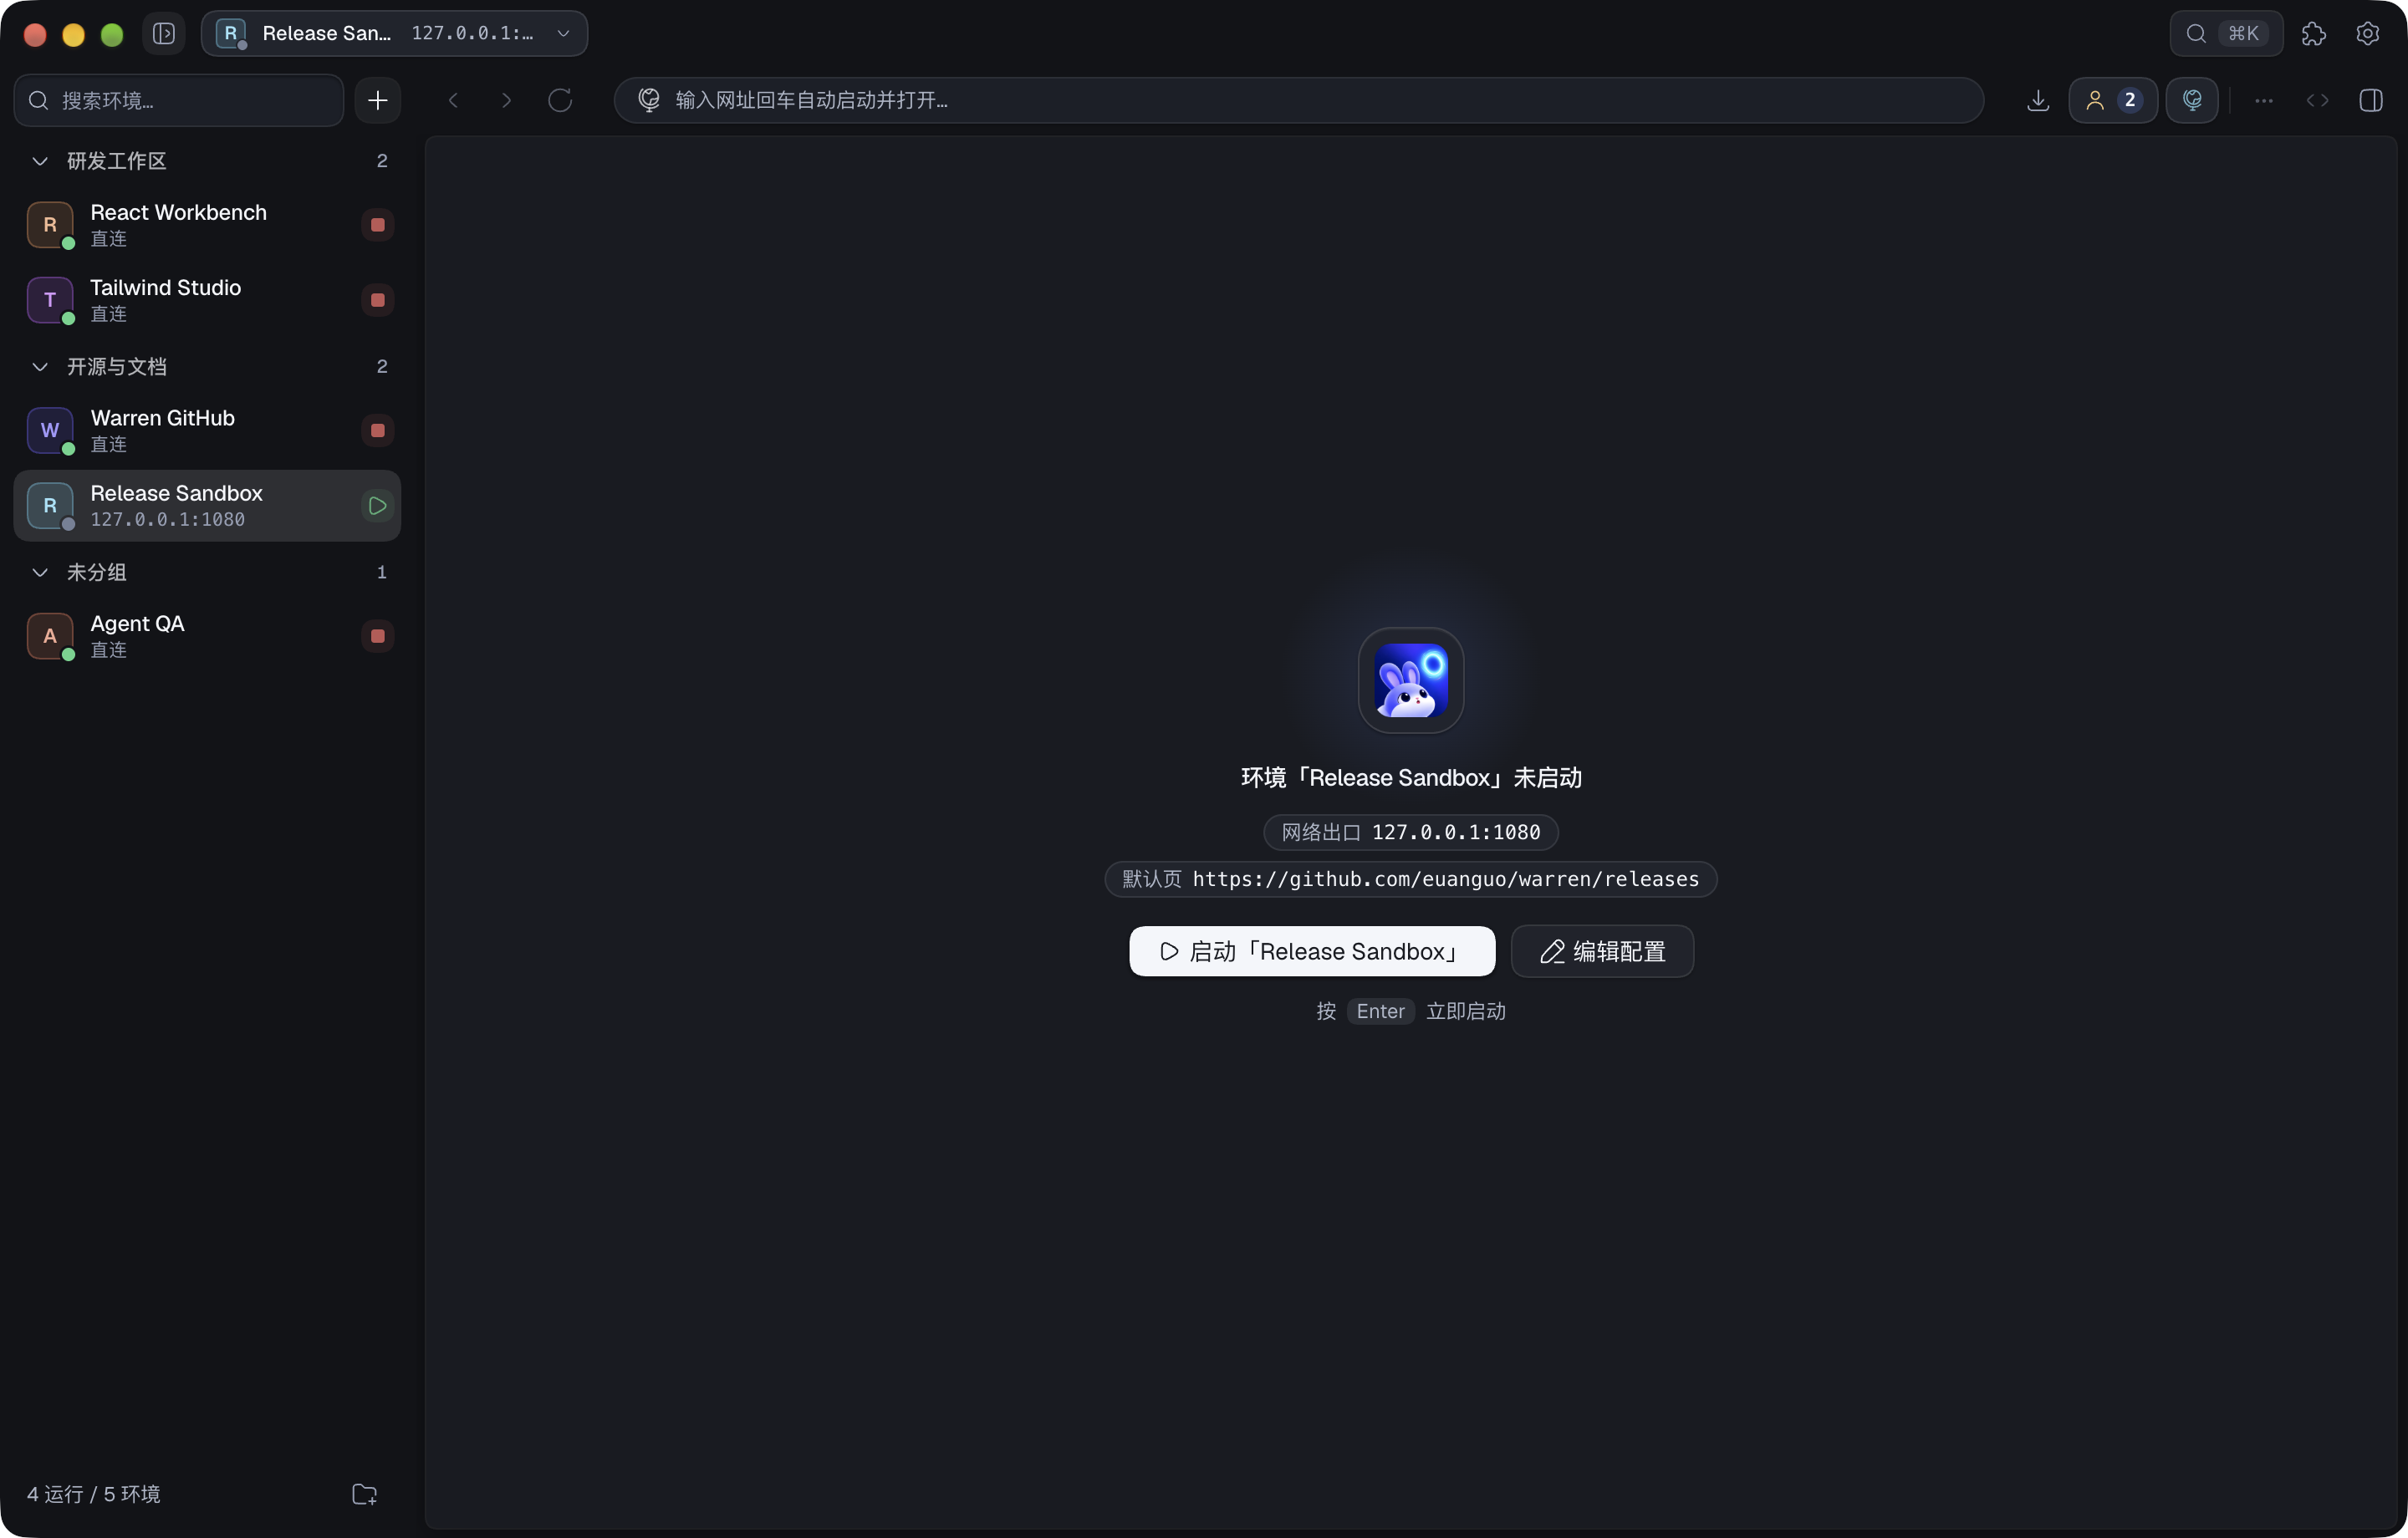 R Release San... 127.0.0.1:...
⌘K
搜索环境...
输入网址回车自动启动并打开...
2
研发工作区 2
R React Workbench
直连
T Tailwind Studio
直连
开源与文档 2
W Warren GitHub
直连
R Release Sandbox
127.0.0.1:1080
未分组 1
A Agent QA
直连
环境「Release Sandbox」未启动
网络出口 127.0.0.1:1080
默认页 https://github.com/euanguo/warren/releases
启动「Release Sandbox」
编辑配置
按 Enter 立即启动
4 运行 / 5 环境